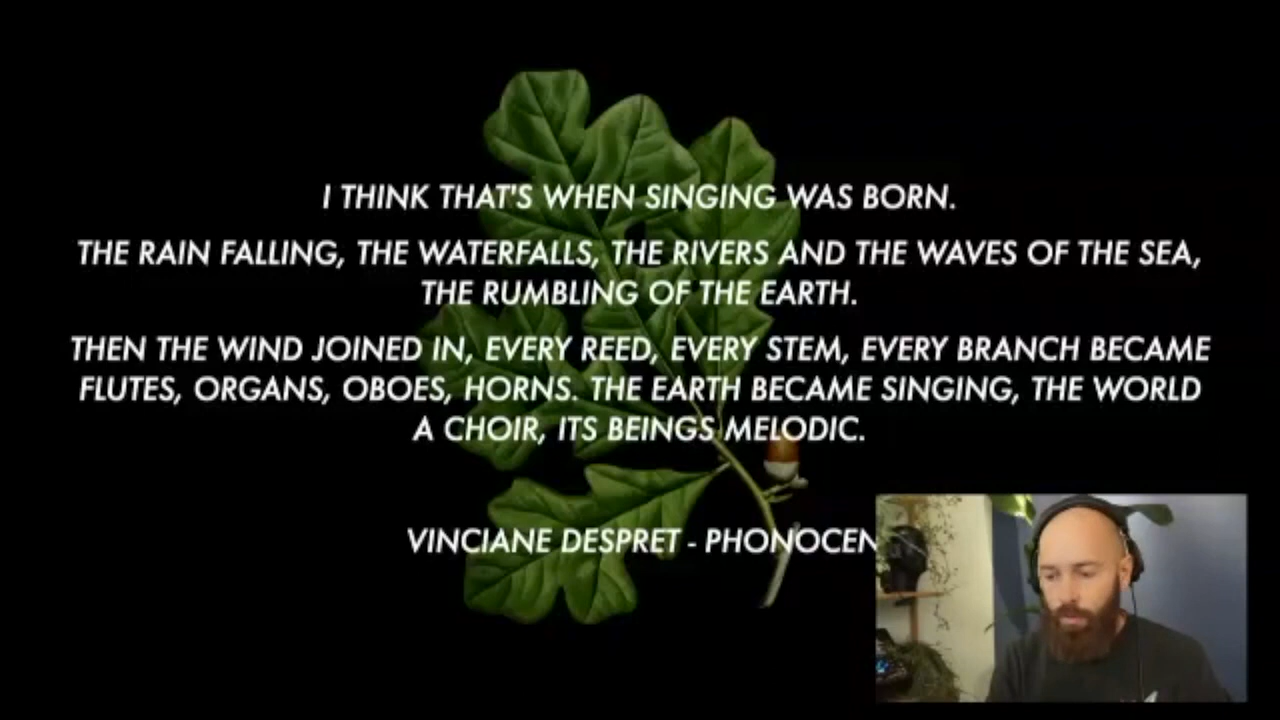 I THINK THAT'S WHEN SINGING WAS BORN.
THE RAIN FALLING, THE WATERFALLS, THE RIVERS AND THE WAVES OF THE SEA,
THE RUMBLING OF THE EARTH.
THEN THE WIND JOINED IN, EVERY REED, EVERY STEM, EVERY BRANCH BECAME
FLUTES, ORGANS, OBOES, HORNS. THE EARTH BECAME SINGING, THE WORLD
A CHOIR, ITS BEINGS MELODIC.
VINCIANE DESPRET - PHONOCEN